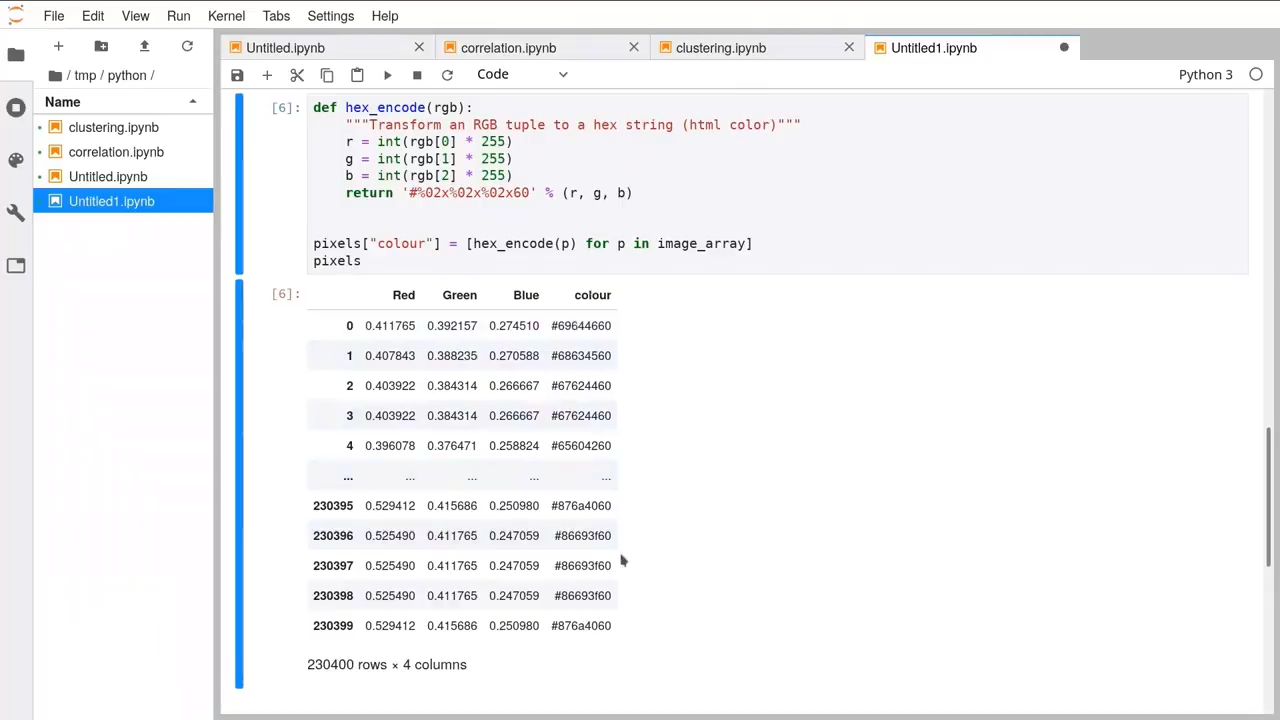 File Edit View Run Kernel Tabs Settings Help
/ tmp / python /
Name
clustering.ipynb
correlation.ipynb
Untitled.ipynb
Untitled1.ipynb
Untitled.ipynb correlation.ipynb clustering.ipynb Untitled1.ipynb
Code Python 3
[6]: def hex_encode(rgb):
"""Transform an RGB tuple to a hex string (html color)"""
r = int(rgb[0] * 255)
g = int(rgb[1] * 255)
b = int(rgb[2] * 255)
return '#%02x%02x%02x60' % (r, g, b)
pixels["colour"] = [hex_encode(p) for p in image_array]
pixels
[6]: Red Green Blue colour
0 0.411765 0.392157 0.274510 #69644660
1 0.407843 0.388235 0.270588 #68634560
2 0.403922 0.384314 0.266667 #67624460
3 0.403922 0.384314 0.266667 #67624460
4 0.396078 0.376471 0.258824 #65604260
... ... ... ... ...
230395 0.529412 0.415686 0.250980 #876a4060
230396 0.525490 0.411765 0.247059 #86693f60
230397 0.525490 0.411765 0.247059 #86693f60
230398 0.525490 0.411765 0.247059 #86693f60
230399 0.529412 0.415686 0.250980 #876a4060
230400 rows × 4 columns